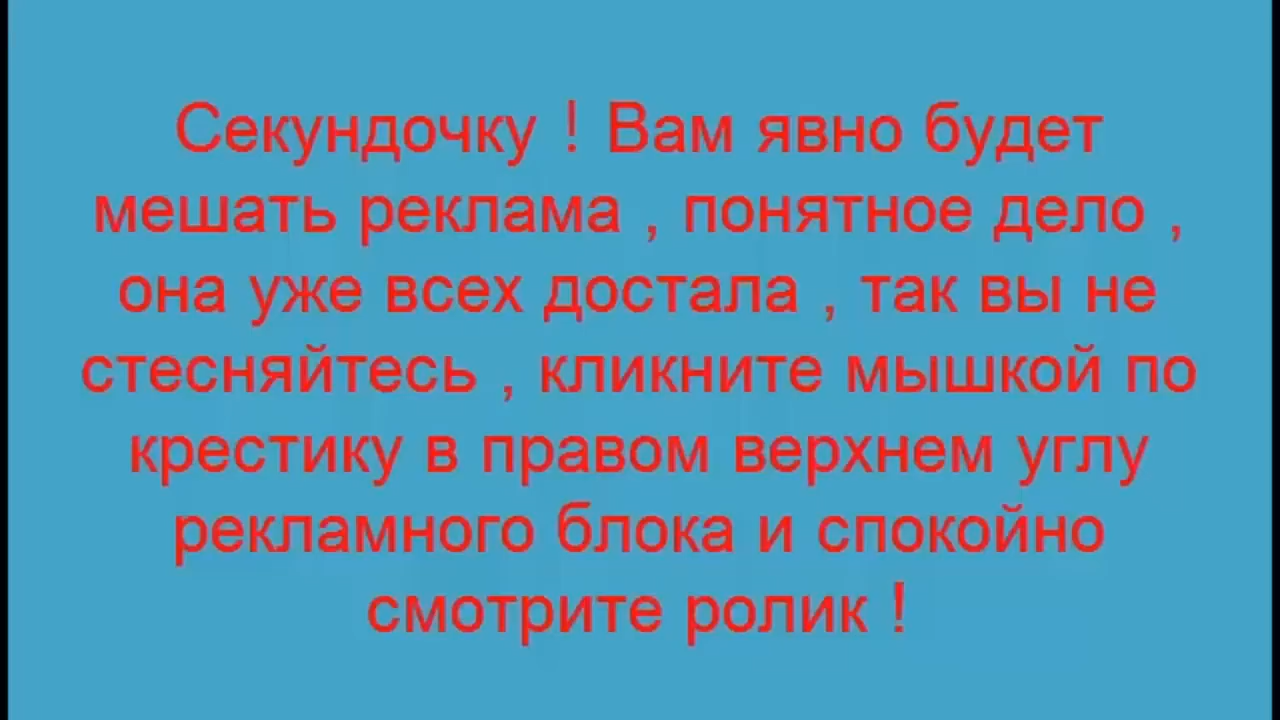 Секундочку ! Вам явно будет
мешать реклама , понятное дело ,
она уже всех достала , так вы не
стесняйтесь , кликните мышкой по
крестику в правом верхнем углу
рекламного блока и спокойно
смотрите ролик !